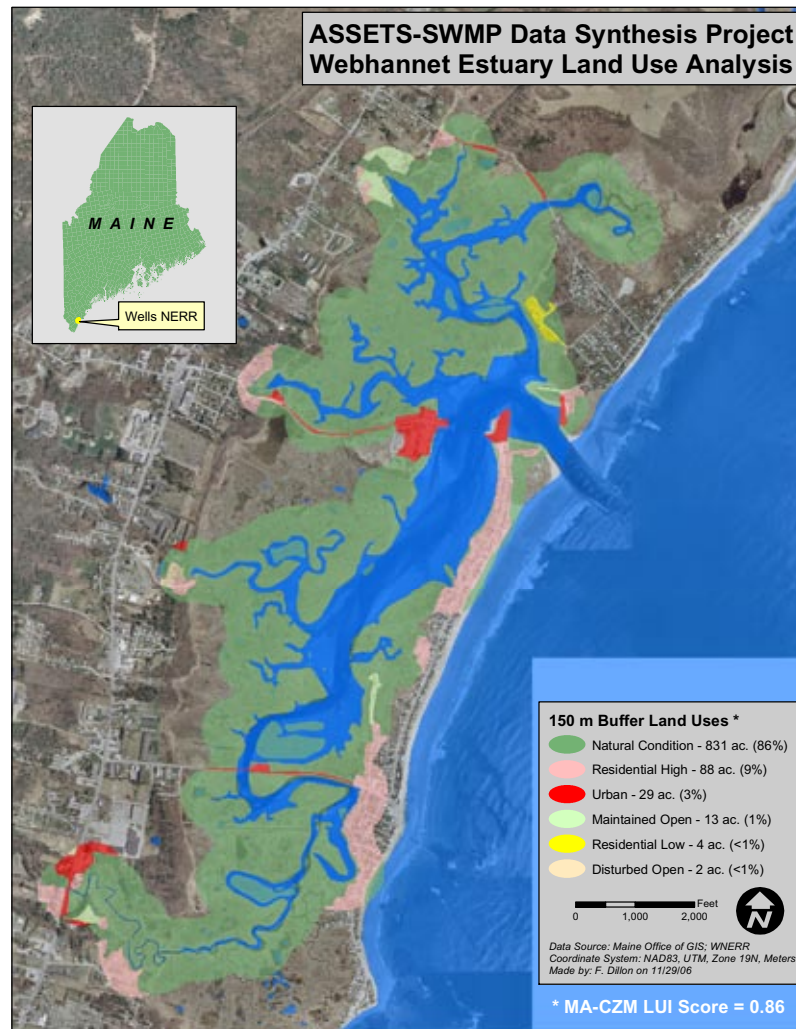 ASSETS-SWMP Data Synthesis Project
Webhannet Estuary Land Use Analysis
MAINE
Wells NERR
150 m Buffer Land Uses *
Natural Condition - 831 ac. (86%)
Residential High - 88 ac. (9%)
Urban - 29 ac. (3%)
Maintained Open - 13 ac. (1%)
Residential Low - 4 ac. (<1%)
Disturbed Open - 2 ac. (<1%)
Feet
0 1,000 2,000
N
Data Source: Maine Office of GIS; WNERR
Coordinate System: NAD83, UTM, Zone 19N, Meters
Made by: F. Dillon on 11/29/06
* MA-CZM LUI Score = 0.86